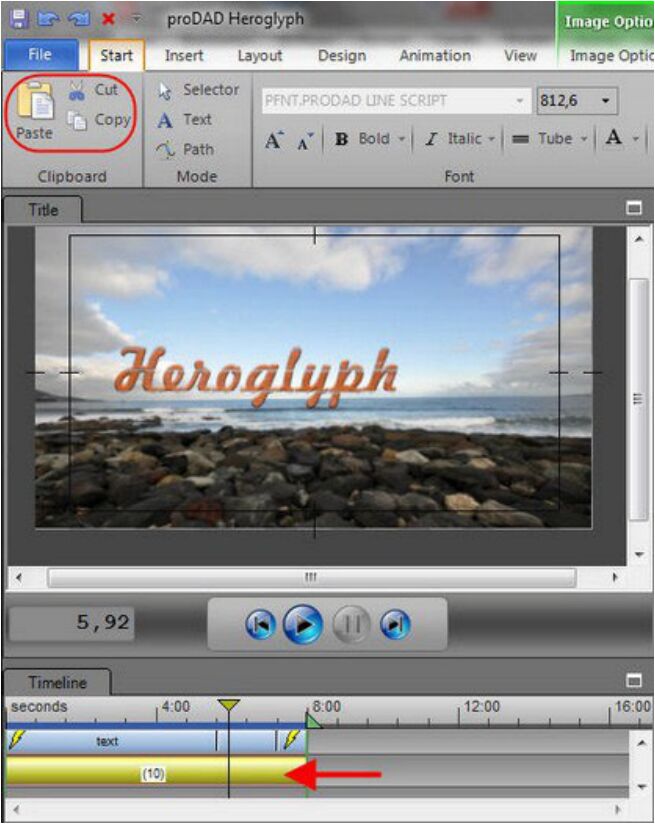 proDAD Heroglyph
Image Optio
File Start Insert Layout Design Animation View Image Optic
Paste Cut Copy
Clipboard
Selector
Text
Path
Mode
PFNT.PRODAD LINE SCRIPT 812,6
A A B Bold I Italic Tube A
Font
Title
Heroglyph
5,92
Timeline
seconds 4:00 8:00 12:00 16:00
text
(10)